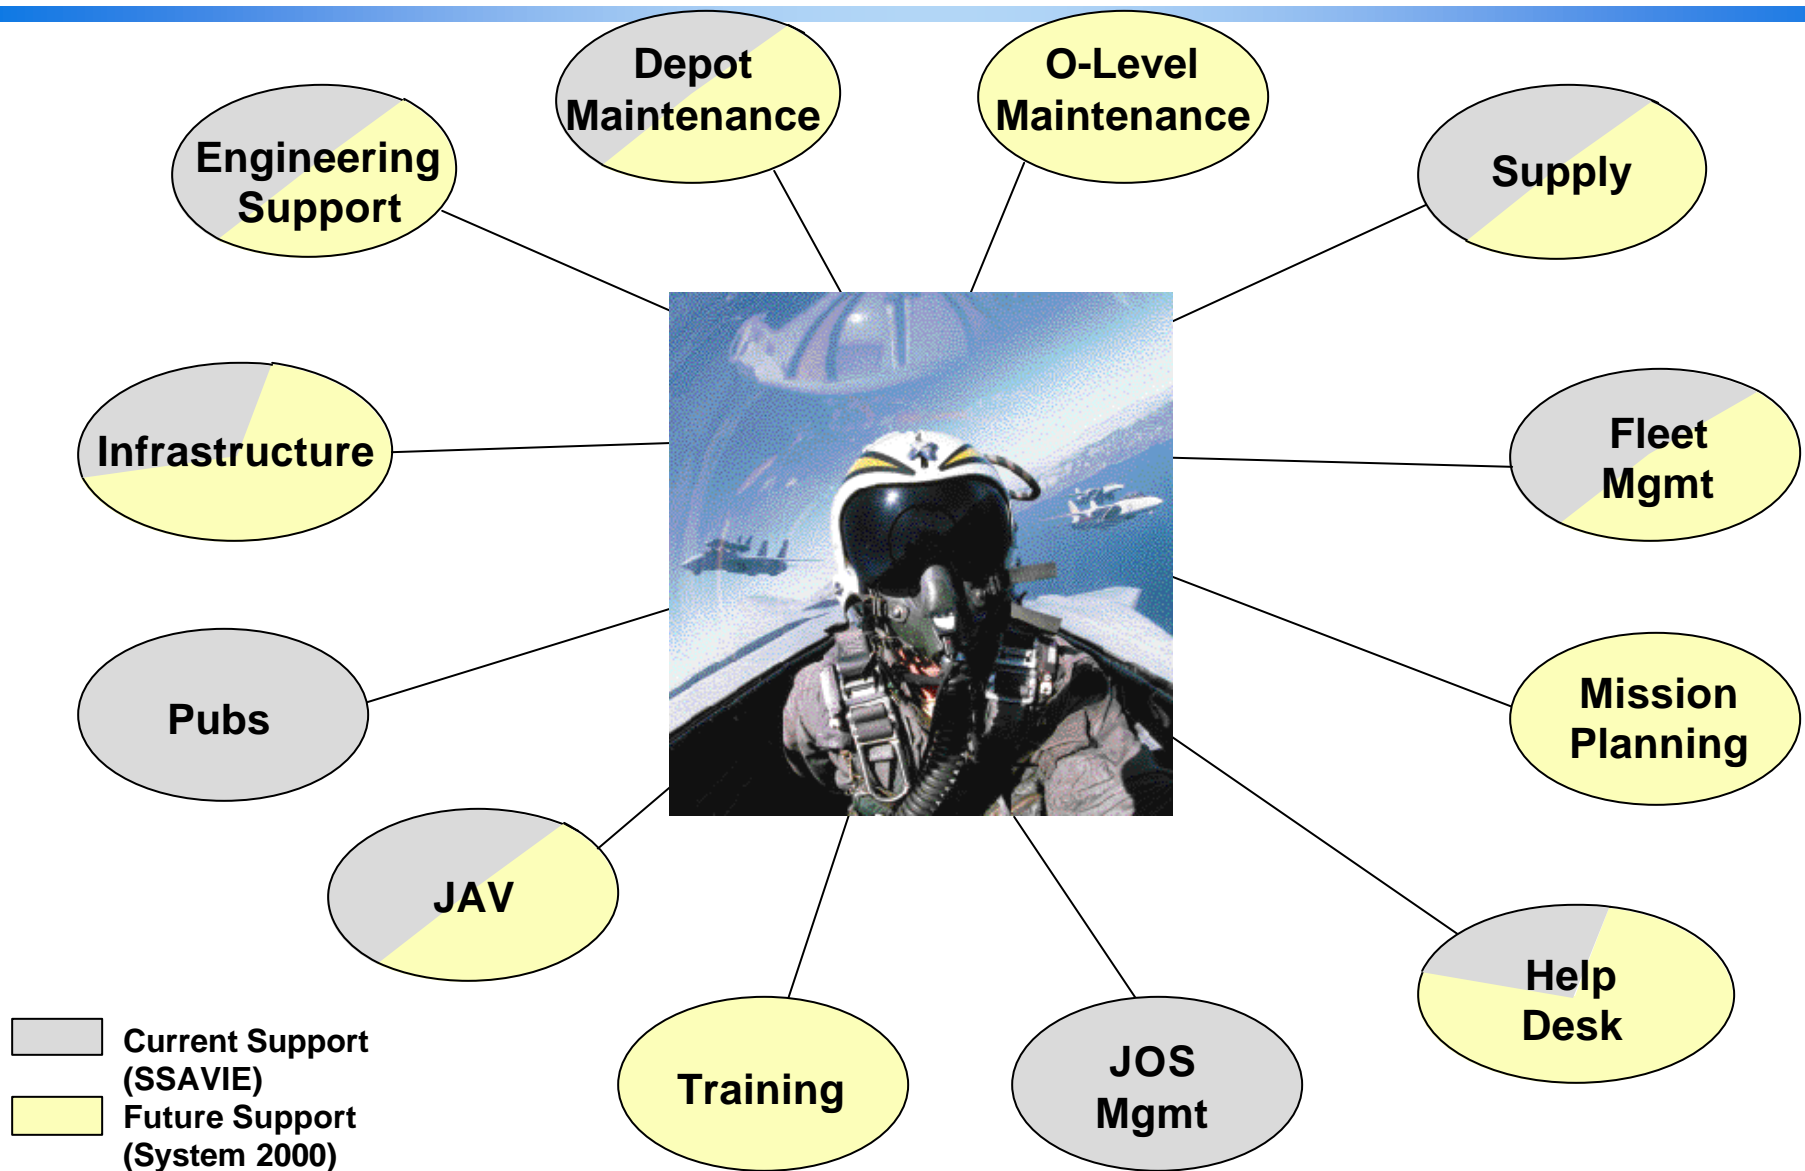 Depot
Maintenance
O-Level
Maintenance
Engineering
Support
Supply
Infrastructure
Fleet
Mgmt
Pubs
Mission
Planning
JAV
Help
Desk
Training
JOS
Mgmt
Current Support
(SSAVIE)
Future Support
(System 2000)